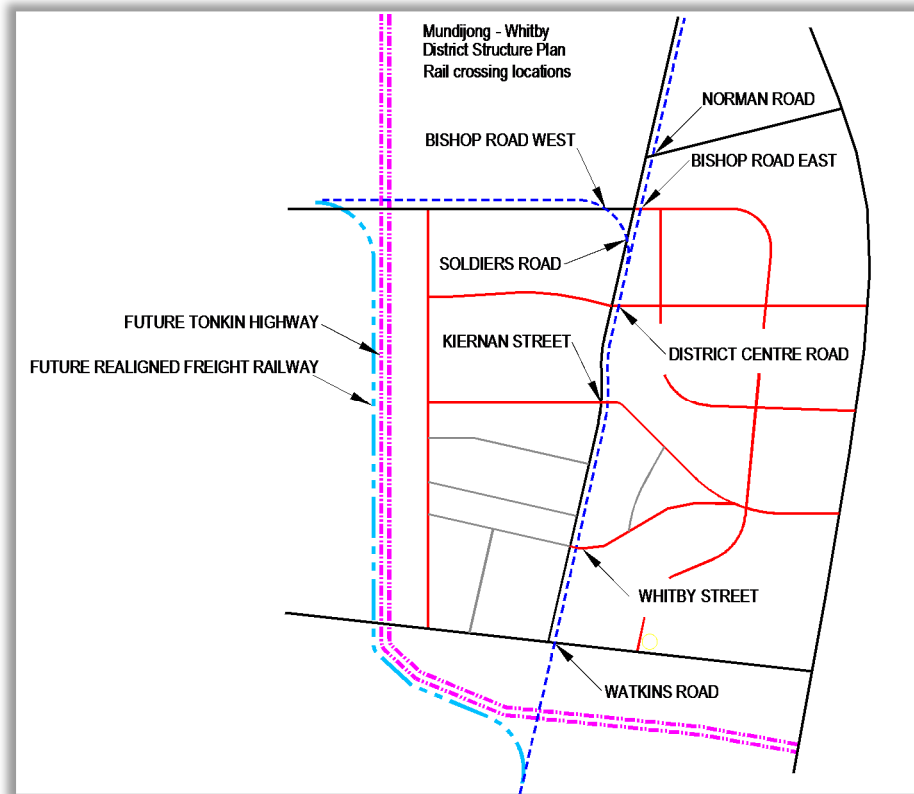 Mundijong - Whitby
District Structure Plan
Rail crossing locations
NORMAN ROAD
BISHOP ROAD WEST
BISHOP ROAD EAST
SOLDIERS ROAD
FUTURE TONKIN HIGHWAY
KIERNAN STREET
DISTRICT CENTRE ROAD
FUTURE REALIGNED FREIGHT RAILWAY
WHITBY STREET
WATKINS ROAD